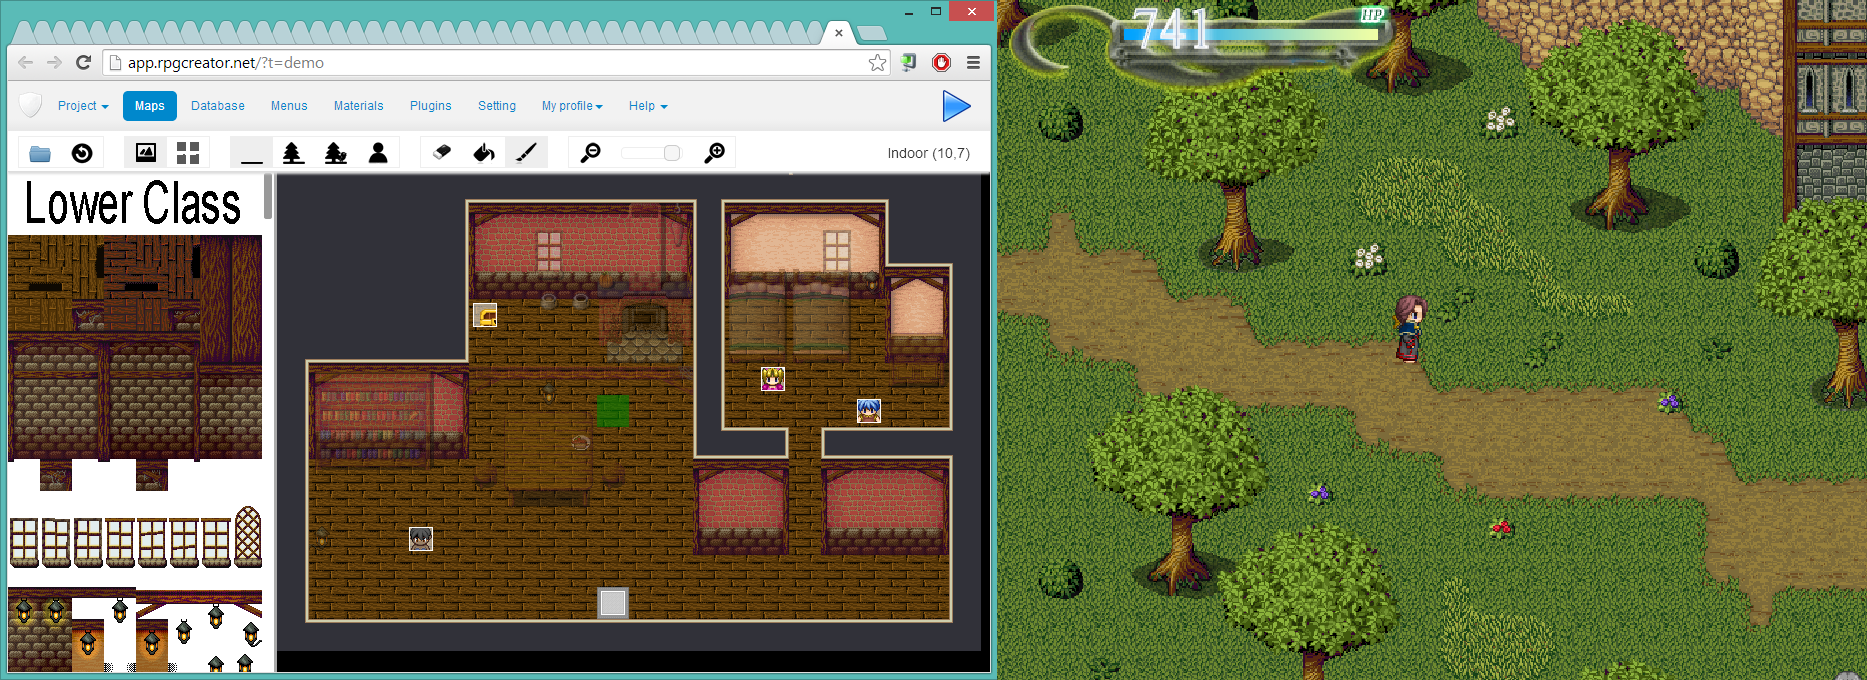 app.rpgcreator.net/?t=demo
Project Maps Database Menus Materials Plugins Setting My profile Help
Indoor (10,7)
Lower Class
741 HP